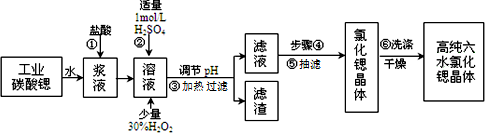 工业
碳酸锶
水
盐酸
①
浆
液
适量
1mol/L
H₂SO₄
②
溶
液
少量
30%H₂O₂
调节 pH
③加热 过滤
滤
液
滤
渣
步骤④
⑤抽滤
氯
化
锶
晶
体
⑥洗涤
干燥
高纯六
水氯化
锶晶体